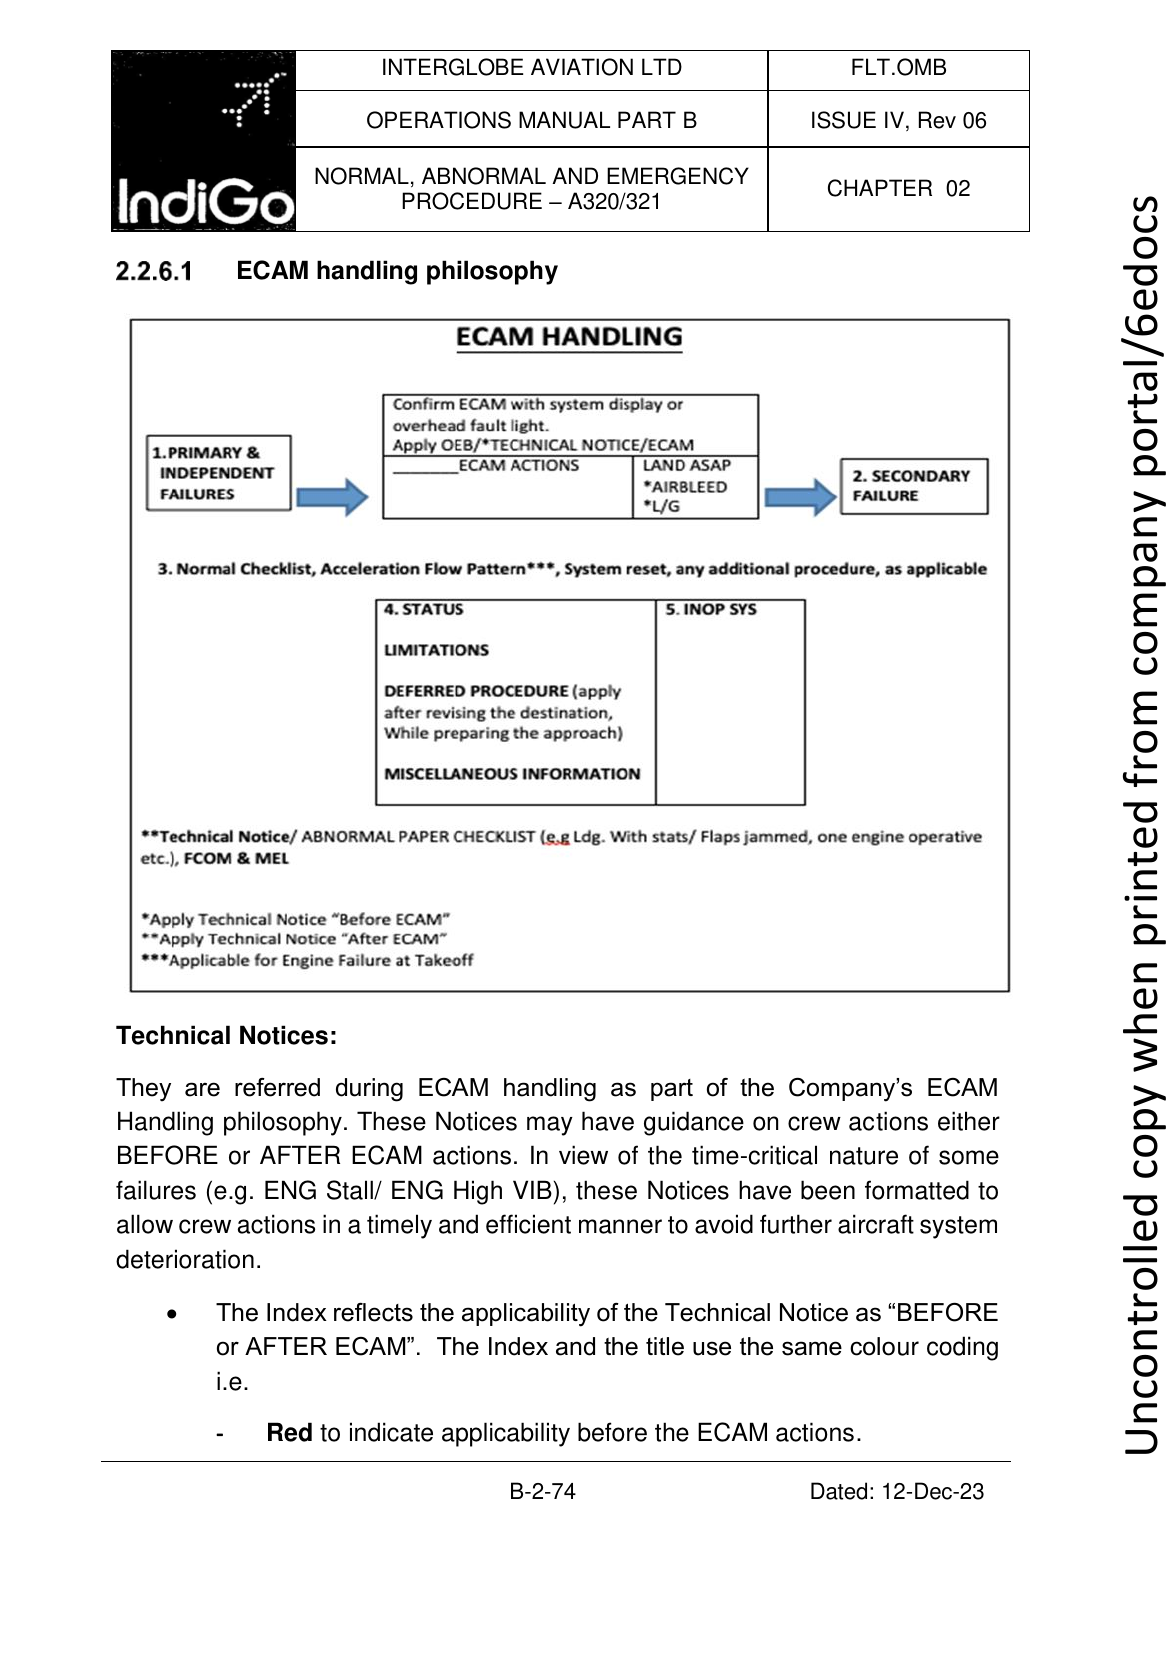 INTERGLOBE AVIATION LTD
FLT.OMB
OPERATIONS MANUAL PART B
ISSUE IV, Rev 06
IndiGo
NORMAL, ABNORMAL AND EMERGENCY
PROCEDURE – A320/321
CHAPTER 02
2.2.6.1 ECAM handling philosophy
ECAM HANDLING
Confirm ECAM with system display or
overhead fault light.
Apply OEB/*TECHNICAL NOTICE/ECAM
1.PRIMARY &
INDEPENDENT
FAILURES
_______ECAM ACTIONS
LAND ASAP
*AIRBLEED
*L/G
2. SECONDARY
FAILURE
3. Normal Checklist, Acceleration Flow Pattern***, System reset, any additional procedure, as applicable
4. STATUS
LIMITATIONS
DEFERRED PROCEDURE (apply
after revising the destination,
While preparing the approach)
MISCELLANEOUS INFORMATION
5. INOP SYS
**Technical Notice/ ABNORMAL PAPER CHECKLIST (e.g Ldg. With stats/ Flaps jammed, one engine operative
etc.), FCOM & MEL
*Apply Technical Notice “Before ECAM”
**Apply Technical Notice “After ECAM”
***Applicable for Engine Failure at Takeoff
Technical Notices:
They are referred during ECAM handling as part of the Company’s ECAM
Handling philosophy. These Notices may have guidance on crew actions either
BEFORE or AFTER ECAM actions. In view of the time-critical nature of some
failures (e.g. ENG Stall/ ENG High VIB), these Notices have been formatted to
allow crew actions in a timely and efficient manner to avoid further aircraft system
deterioration.
• The Index reflects the applicability of the Technical Notice as “BEFORE
or AFTER ECAM”. The Index and the title use the same colour coding
i.e.
- Red to indicate applicability before the ECAM actions.
B-2-74
Dated: 12-Dec-23
Uncontrolled copy when printed from company portal/6edocs